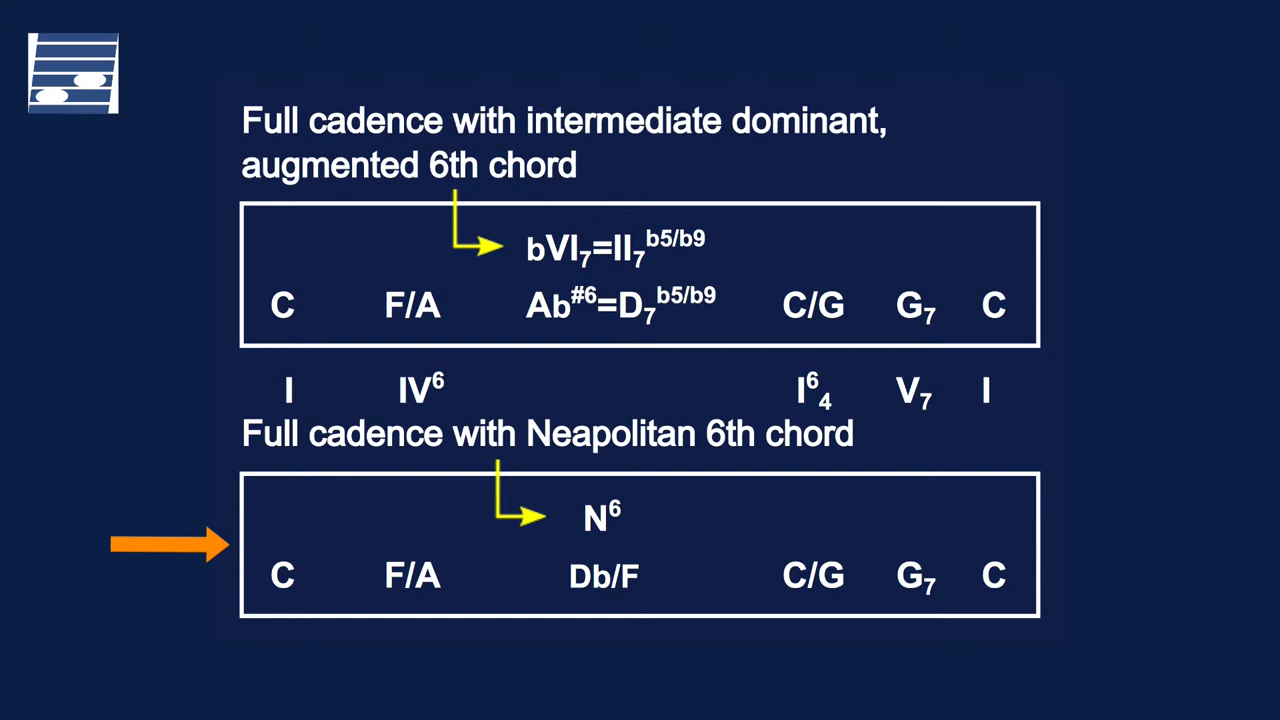 Full cadence with intermediate dominant,
augmented 6th chord
bVI₇=II₇ᵇ⁵/ᵇ⁹
C F/A Ab^#6=D₇ᵇ⁵/ᵇ⁹ C/G G₇ C
I IV⁶ I⁶₄ V₇ I
Full cadence with Neapolitan 6th chord
N⁶
C F/A Db/F C/G G₇ C